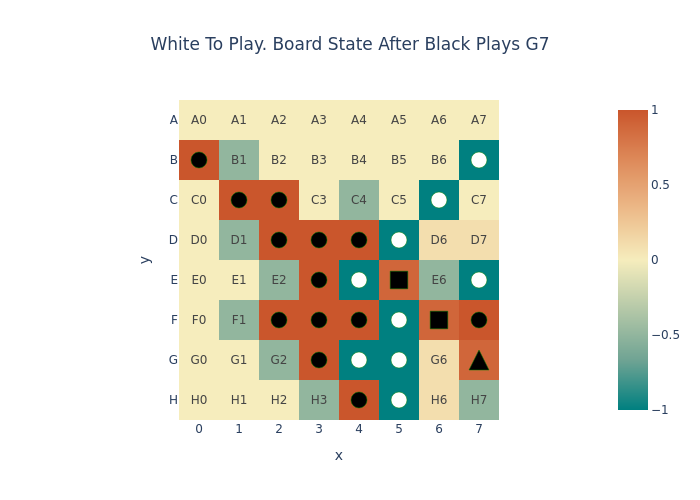 White To Play. Board State After Black Plays G7
A A0 A1 A2 A3 A4 A5 A6 A7
B B1 B2 B3 B4 B5 B6
C C0 C3 C4 C5 C7
D D0 D1 D6 D7
E E0 E1 E2 E6
F F0 F1
G G0 G1 G2 G6
H H0 H1 H2 H3 H6 H7
0 1 2 3 4 5 6 7
x
y
1
0.5
0
−0.5
−1